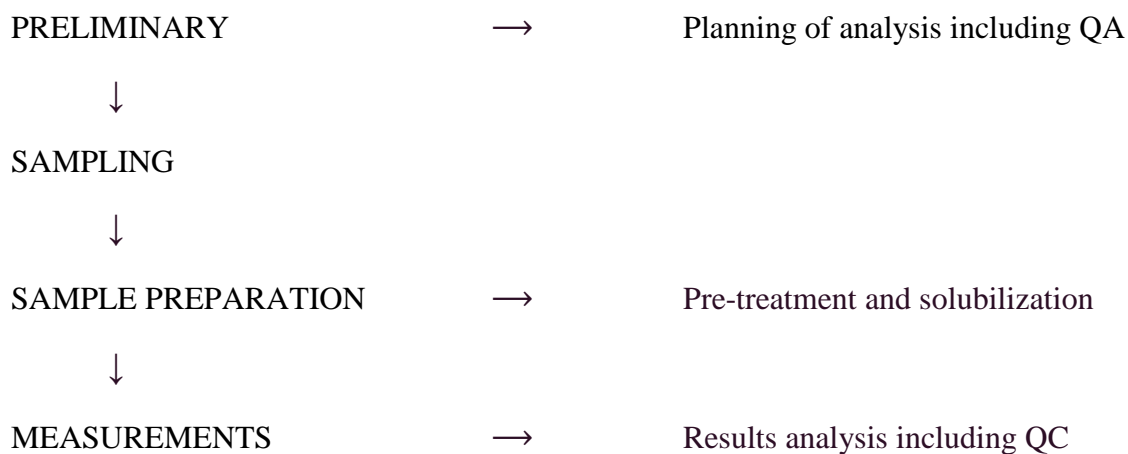 PRELIMINARY → Planning of analysis including QA
↓
SAMPLING
↓
SAMPLE PREPARATION → Pre-treatment and solubilization
↓
MEASUREMENTS → Results analysis including QC